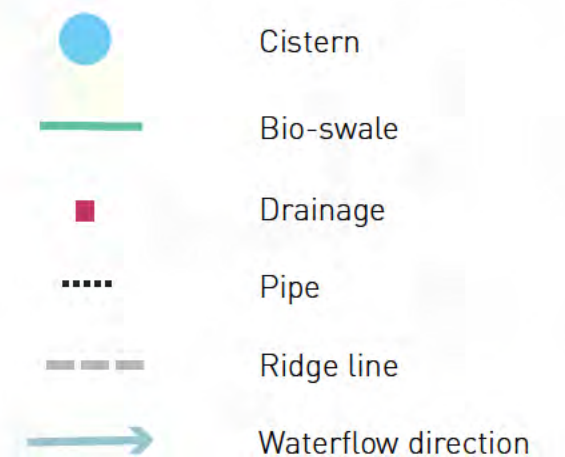 Cistern
Bio-swale
Drainage
Pipe
Ridge line
Waterflow direction